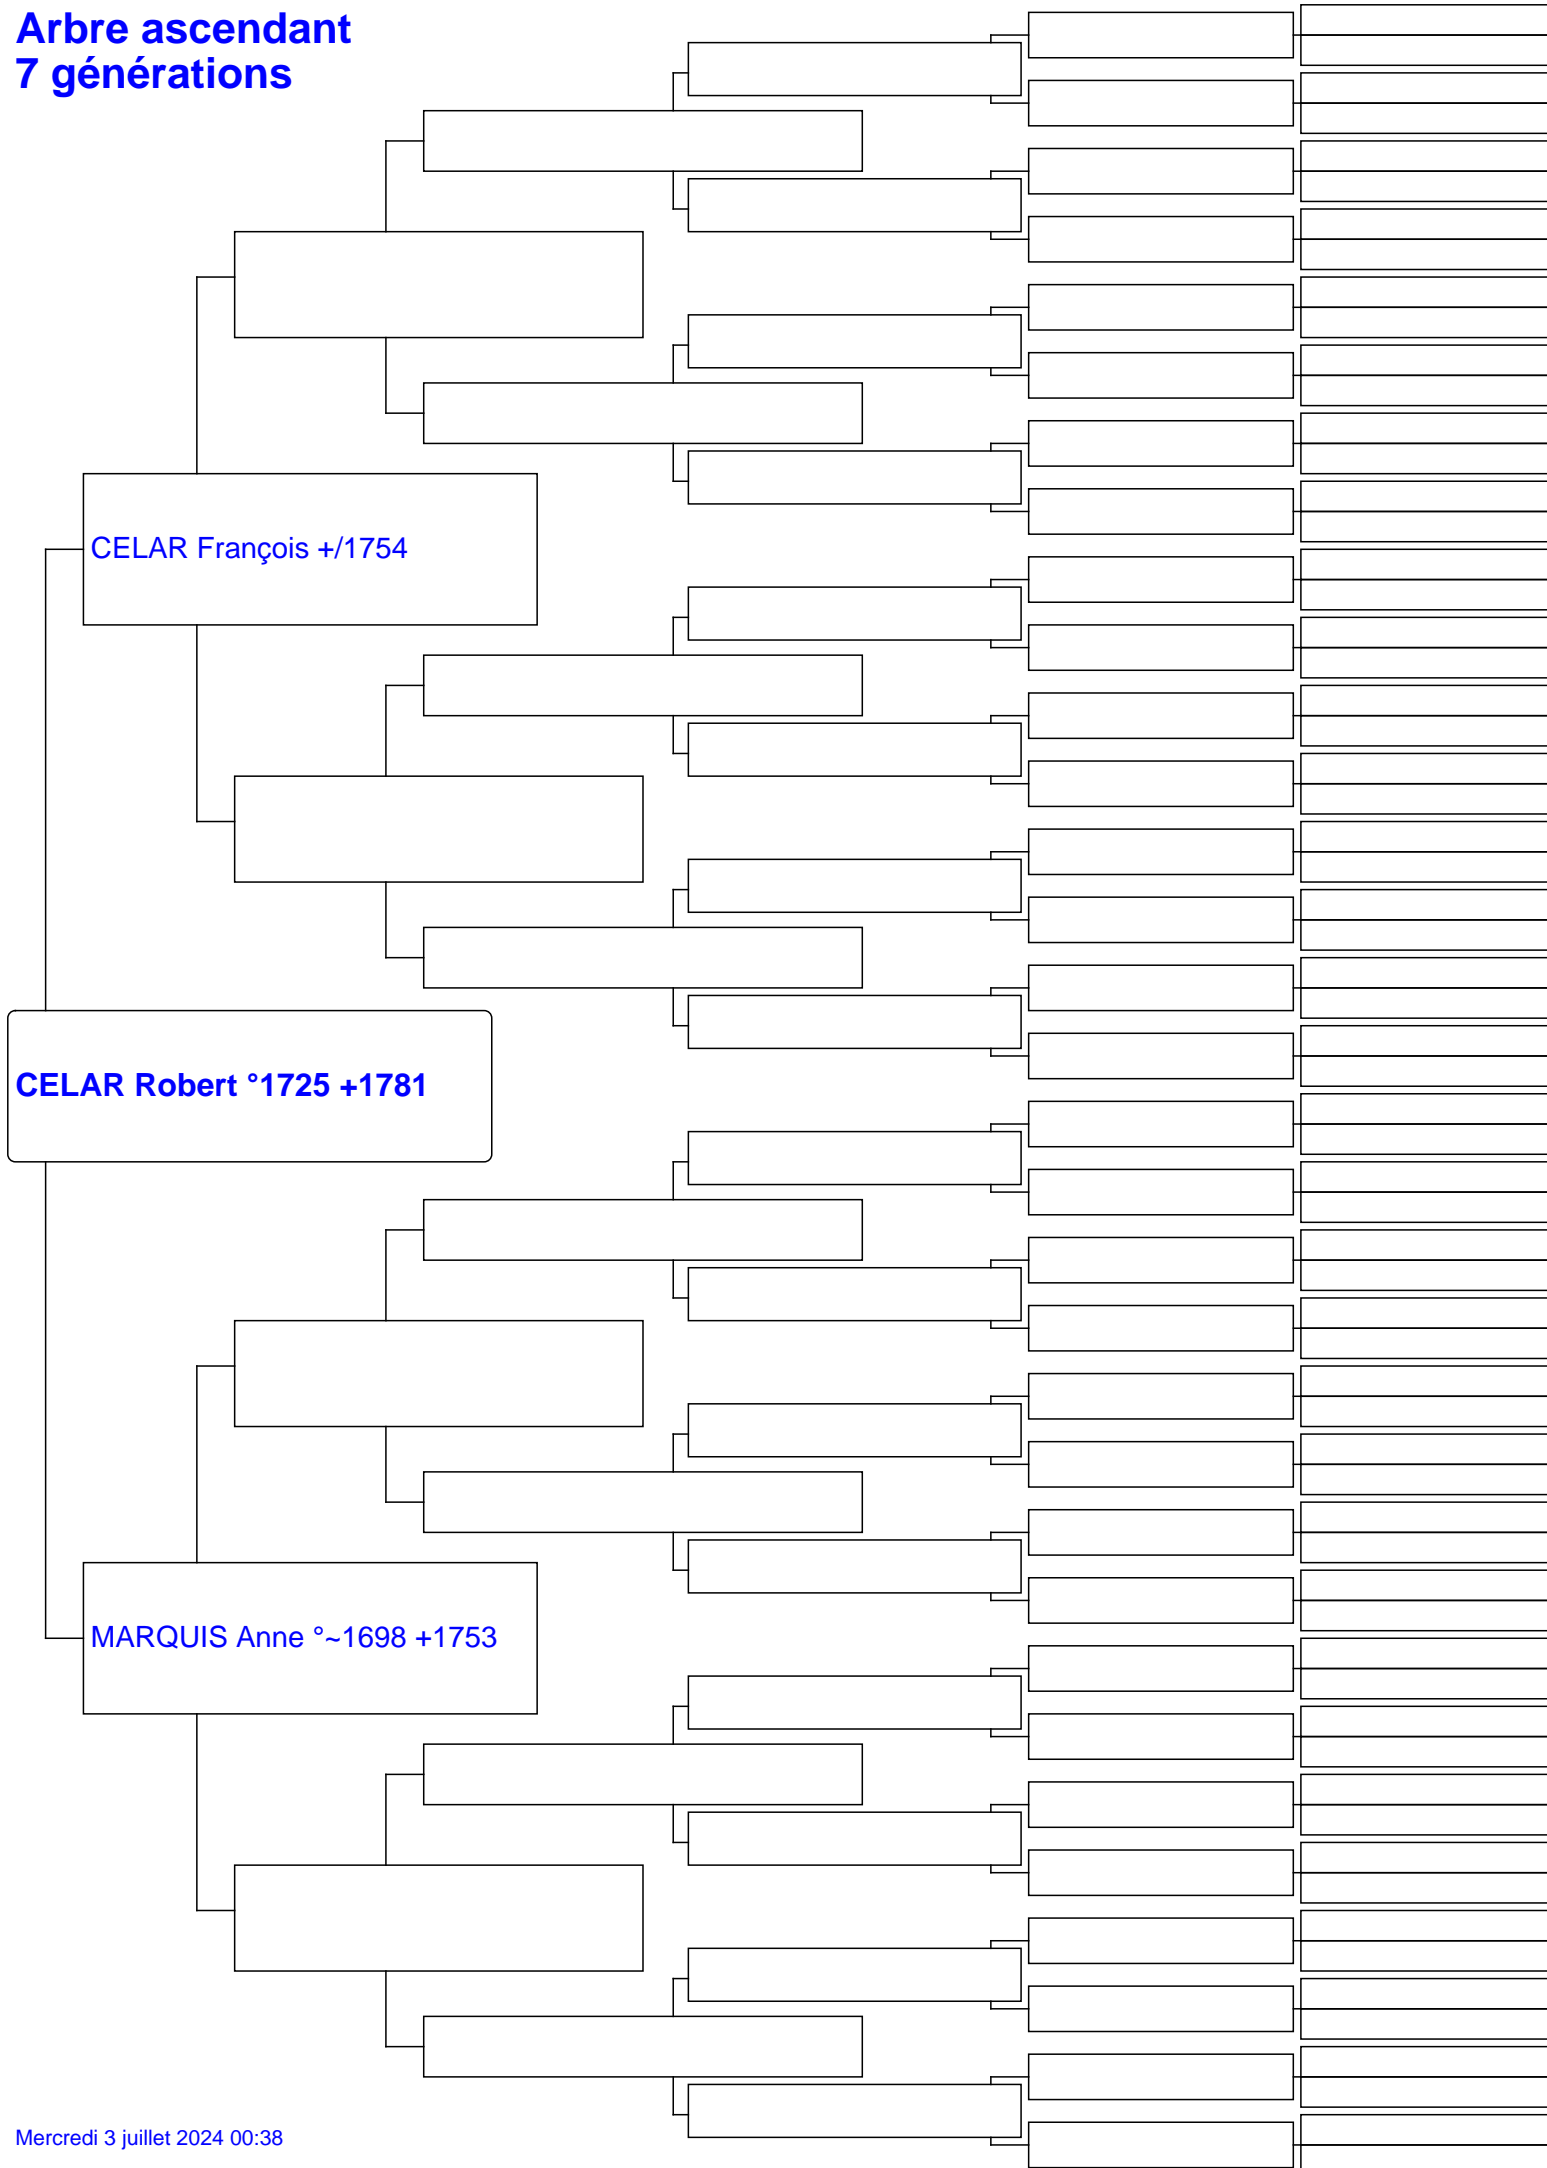 Arbre ascendant
7 générations
CELAR François +/1754
CELAR Robert °1725 +1781
MARQUIS Anne °~1698 +1753
Mercredi 3 juillet 2024 00:38